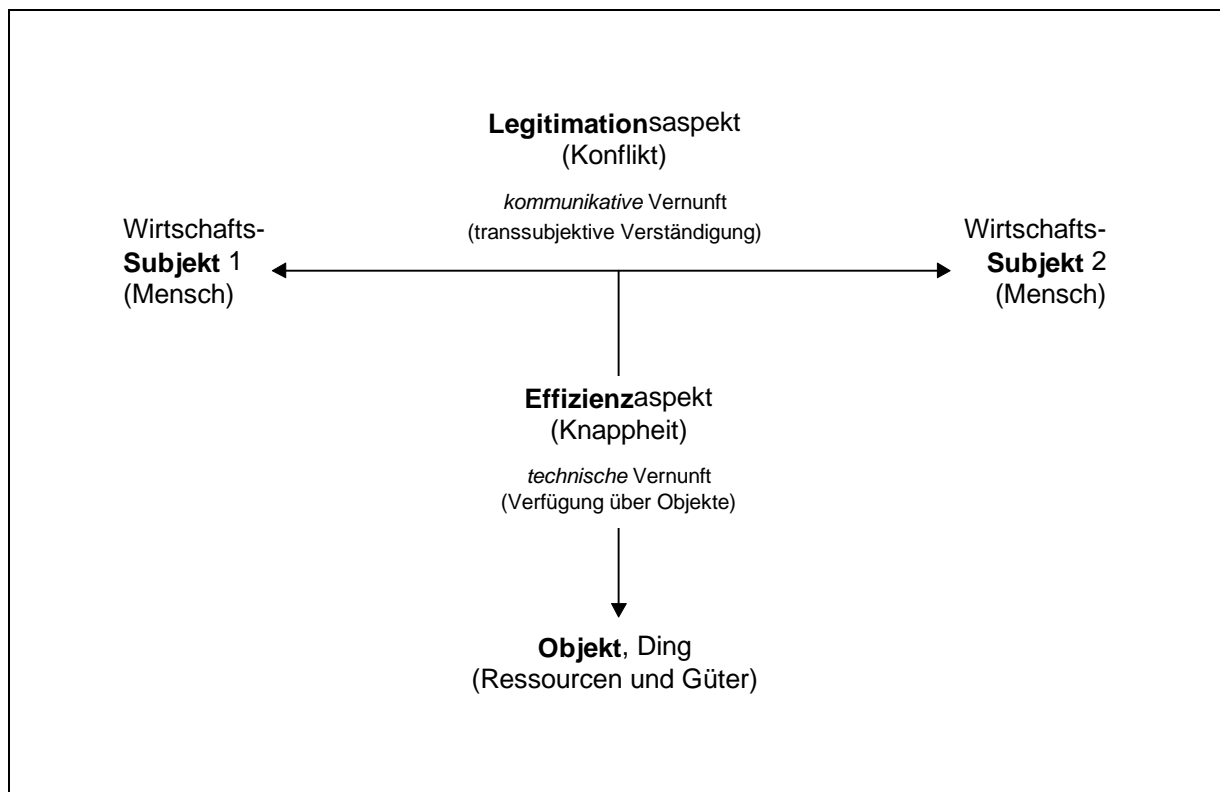 Legitimationsaspekt
(Konflikt)
kommunikative Vernunft
(transsubjektive Verständigung)
Wirtschafts-
Subjekt 1
(Mensch)
Wirtschafts-
Subjekt 2
(Mensch)
Effizienzaspekt
(Knappheit)
technische Vernunft
(Verfügung über Objekte)
Objekt, Ding
(Ressourcen und Güter)